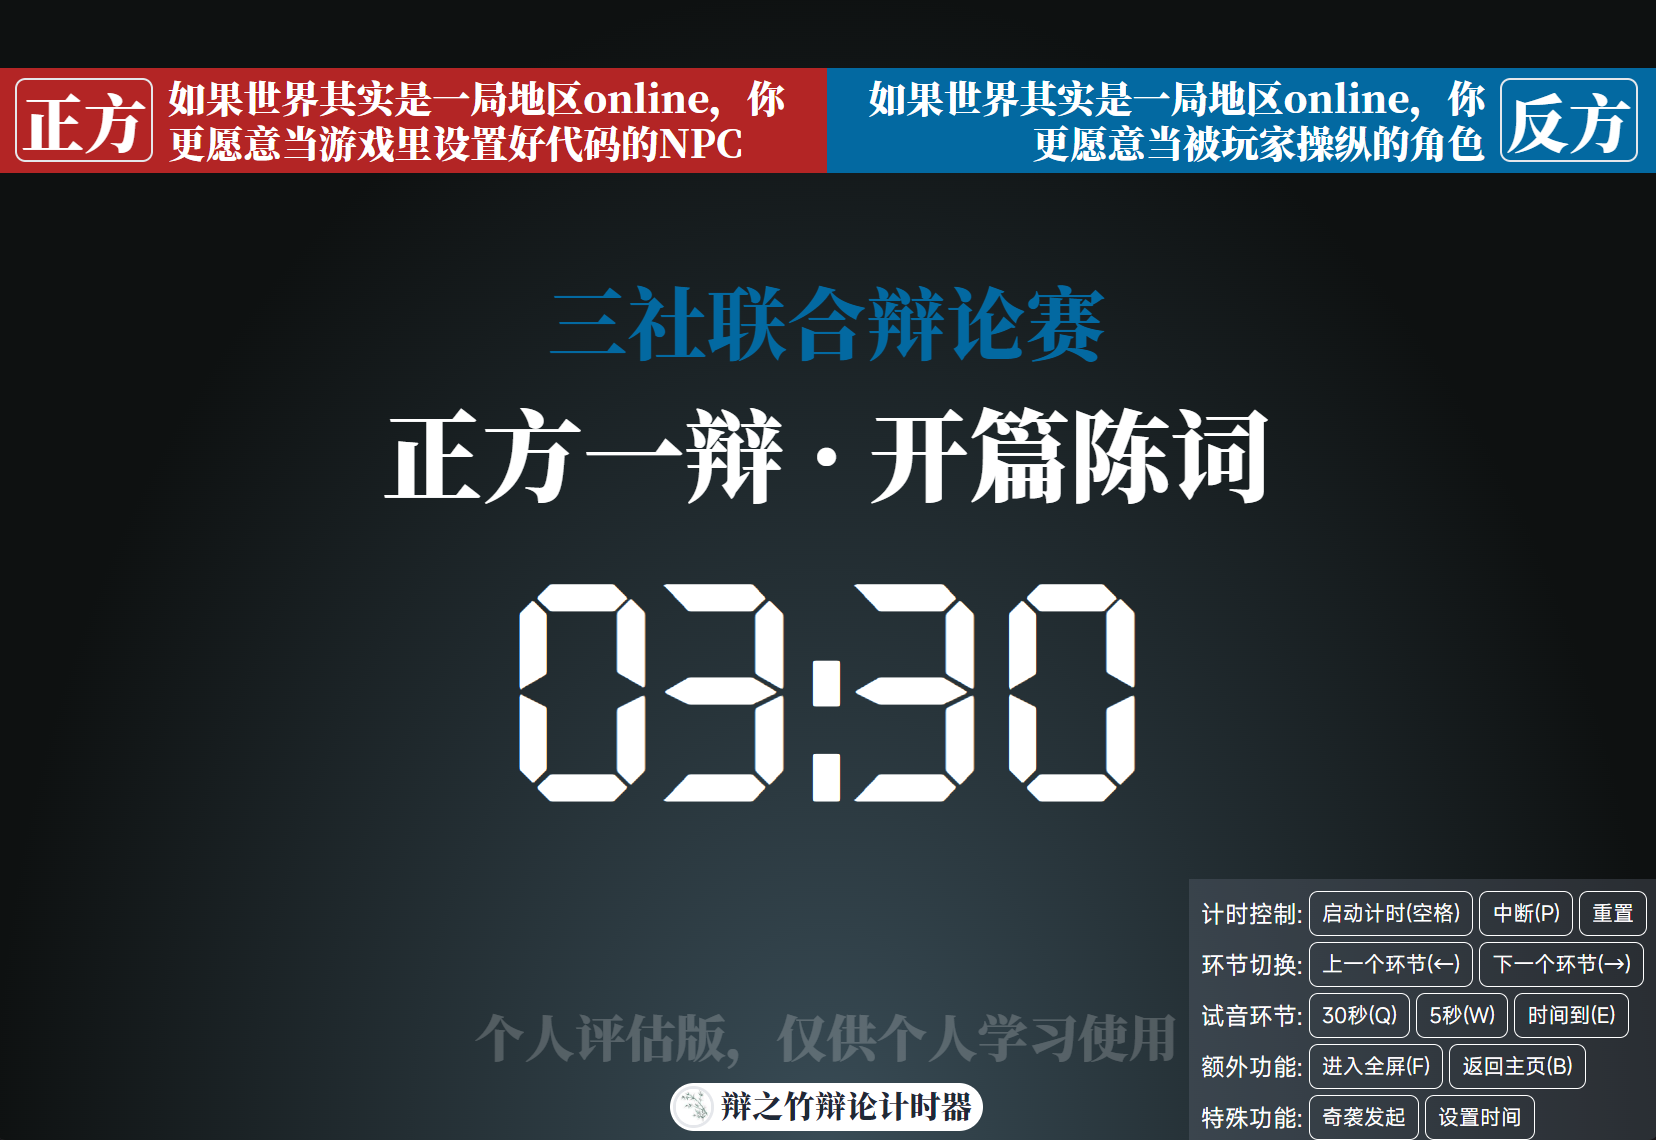 正方
如果世界其实是一局地区online，你
更愿意当游戏里设置好代码的NPC
如果世界其实是一局地区online，你
更愿意当被玩家操纵的角色
反方
三社联合辩论赛
正方一辩 · 开篇陈词
03:30
计时控制: 启动计时(空格) 中断(P) 重置
环节切换: 上一个环节(←) 下一个环节(→)
试音环节: 30秒(Q) 5秒(W) 时间到(E)
额外功能: 进入全屏(F) 返回主页(B)
特殊功能: 奇袭发起 设置时间
个人评估版，仅供个人学习使用
辩之竹辩论计时器